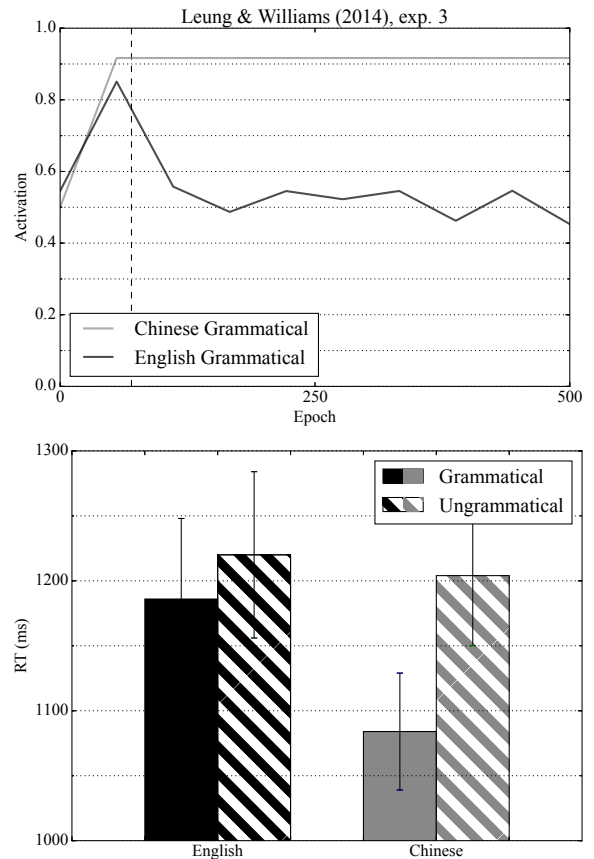 Leung & Williams (2014), exp. 3
1.0
0.8
0.6
0.4
0.2
0.0
Activation
Chinese Grammatical
English Grammatical
0
250
500
Epoch
1300
1200
1100
1000
RT (ms)
Grammatical
Ungrammatical
English
Chinese